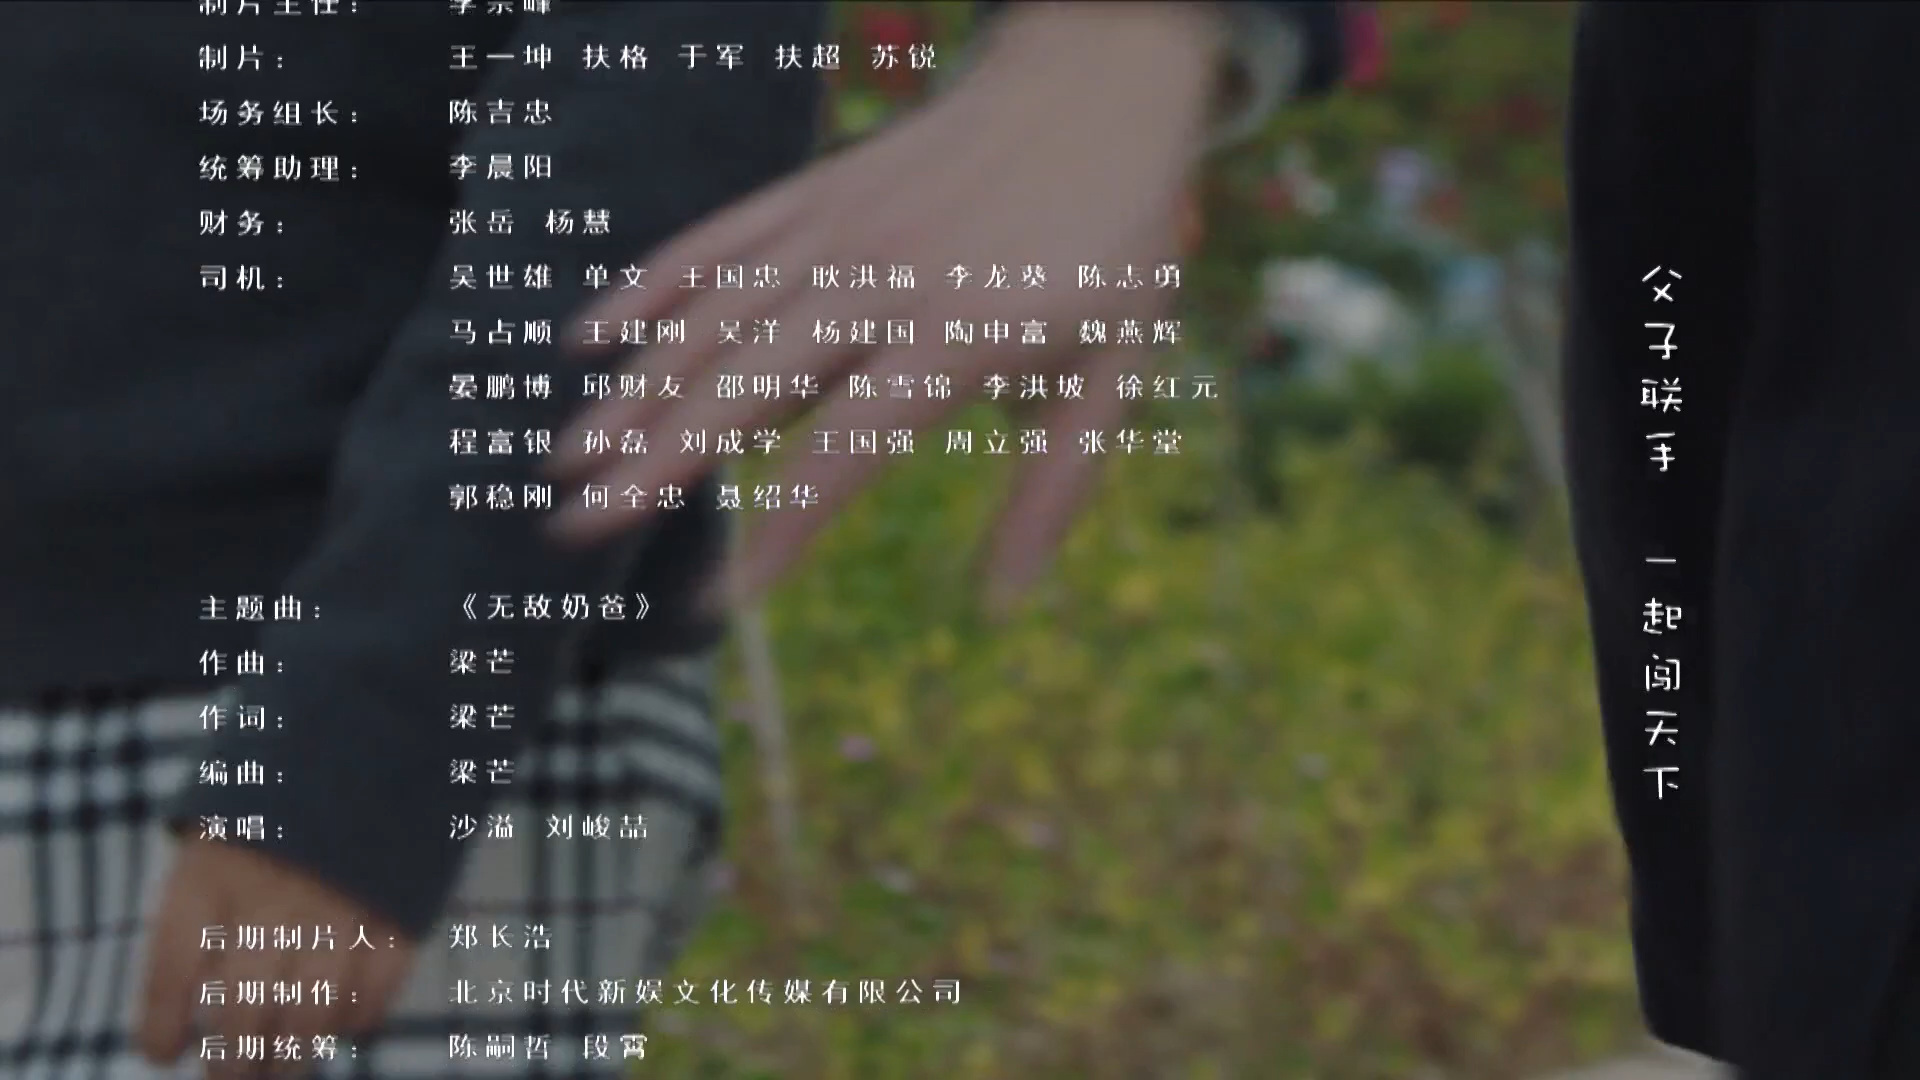 制片主任： 李宗峰
制片： 王一坤 扶格 于军 扶超 苏锐
场务组长： 陈吉忠
统筹助理： 李晨阳
财务： 张岳 杨慧
司机： 吴世雄 单文 王国忠 耿洪福 李龙葵 陈志勇
马占顺 王建刚 吴洋 杨建国 陶申富 魏燕辉
晏鹏博 邱财友 邵明华 陈雪锦 李洪坡 徐红元
程富银 孙磊 刘成学 王国强 周立强 张华堂
郭稳刚 何全忠 聂绍华
主题曲： 《无敌奶爸》
作曲： 梁芒
作词： 梁芒
编曲： 梁芒
演唱： 沙溢 刘峻喆
后期制片人： 郑长浩
后期制作： 北京时代新娱文化传媒有限公司
后期统筹： 陈嗣哲 段霄
父子联手 一起闯天下